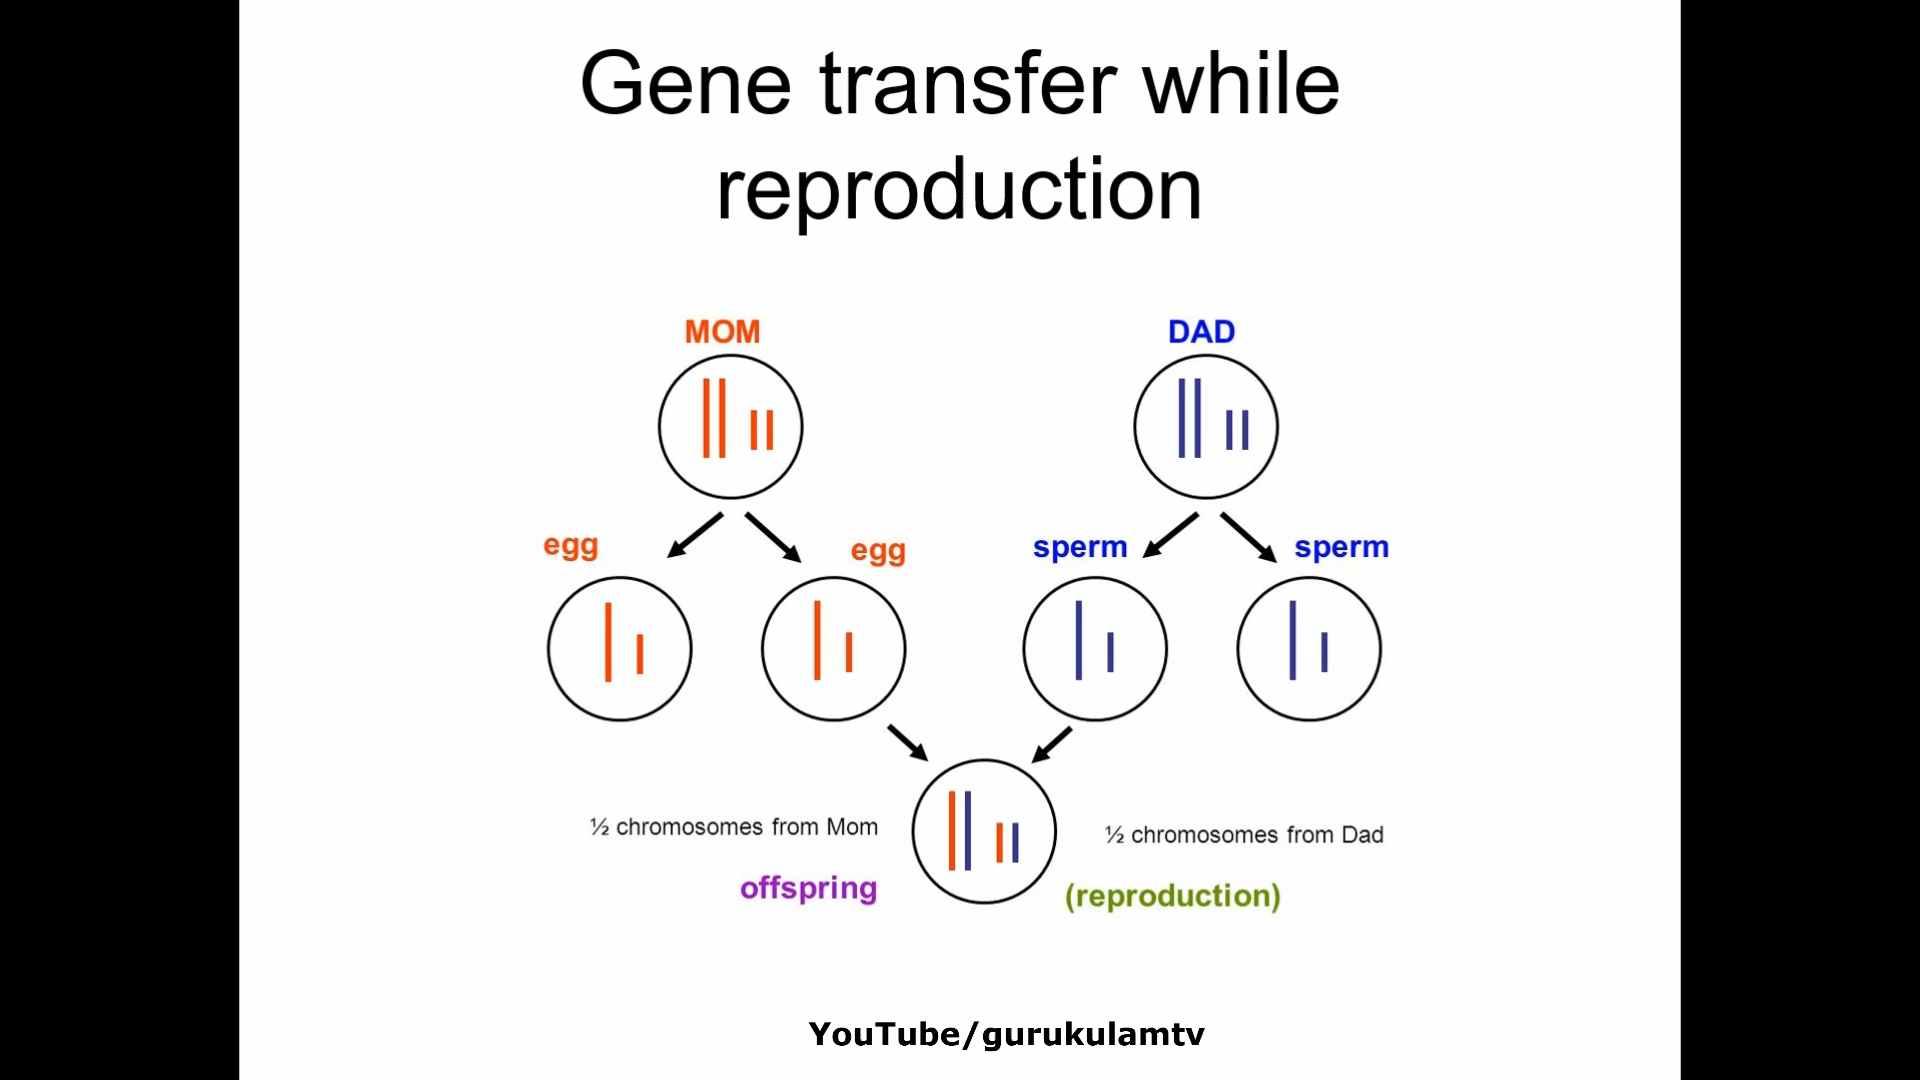 Gene transfer while
reproduction
MOM
DAD
egg
egg
sperm
sperm
½ chromosomes from Mom
½ chromosomes from Dad
offspring
(reproduction)
YouTube/gurukulamtv